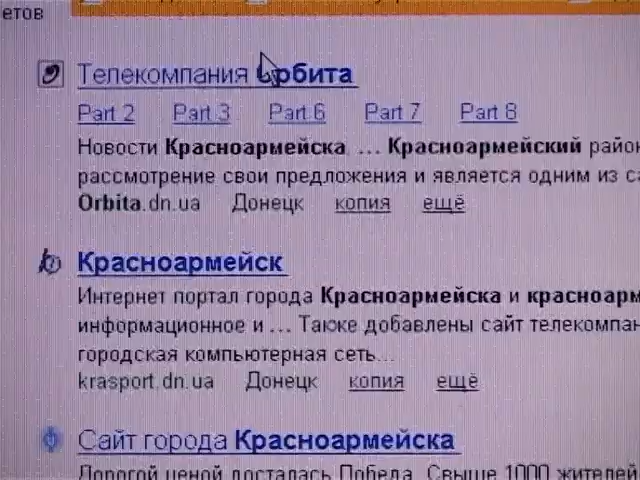 етов
Телекомпания Орбита
Part 2 Part 3 Part 6 Part 7 Part 8
Новости Красноармейска ... Красноармейский район
рассмотрение свои предложения и является одним из са
Orbita.dn.ua Донецк копия ещё
Красноармейск
Интернет портал города Красноармейска и красноарм
информационное и ... Также добавлены сайт телекомпан
городская компьютерная сеть...
krasport.dn.ua Донецк копия ещё
Сайт города Красноармейска
Дорогой ценой досталась Победа. Свыше 1000 жителей